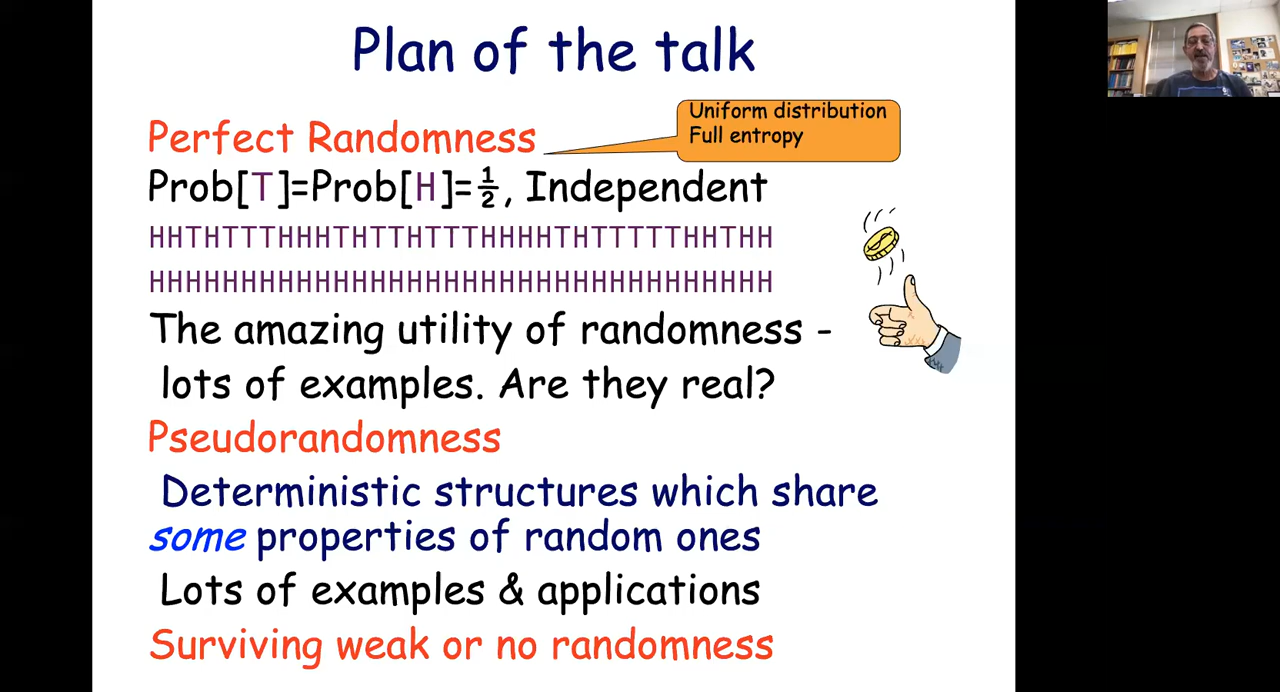 Plan of the talk
Uniform distribution
Full entropy
Perfect Randomness
Prob[T]=Prob[H]=½, Independent
HHTHTTTHHHTHTTHTTTHHHHTHTTTTTHHTHH
HHHHHHHHHHHHHHHHHHHHHHHHHHHHHHHHHH
The amazing utility of randomness -
lots of examples. Are they real?
Pseudorandomness
Deterministic structures which share
some properties of random ones
Lots of examples & applications
Surviving weak or no randomness